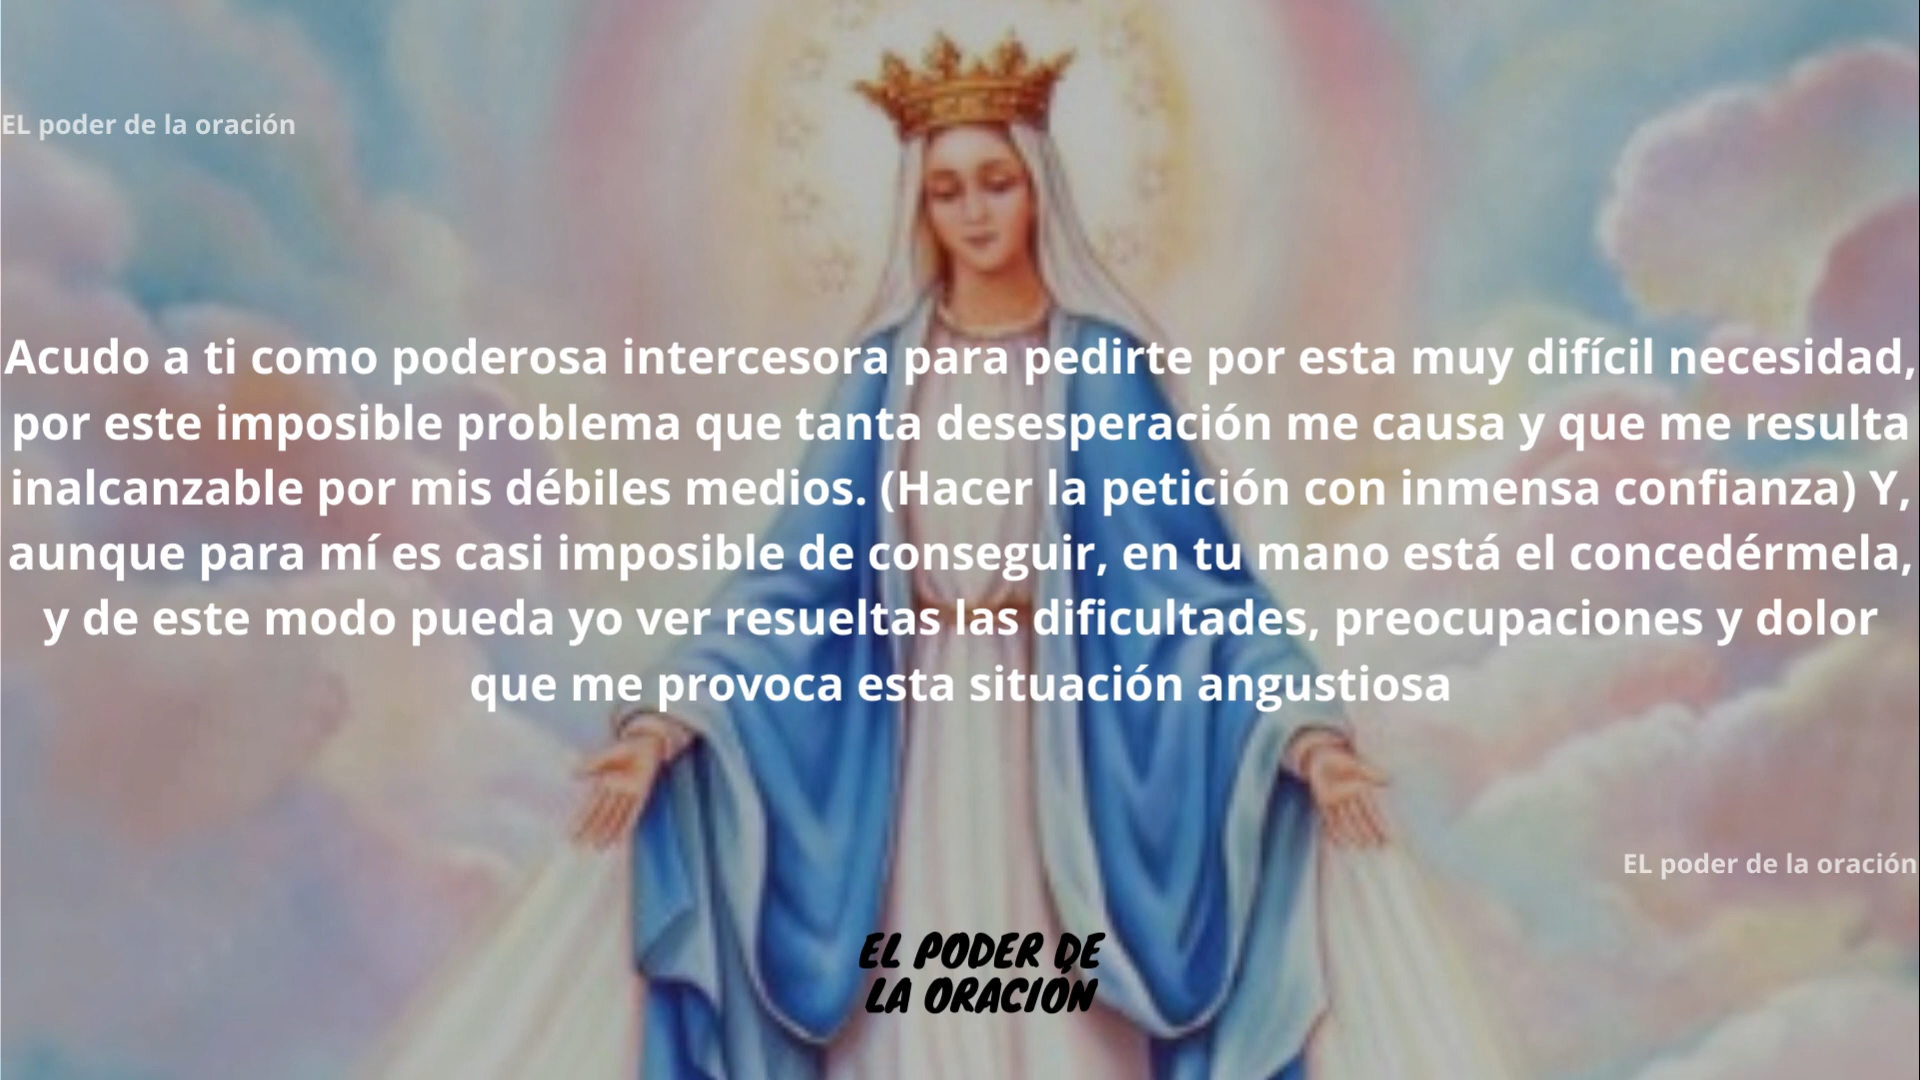 EL poder de la oración
Acudo a ti como poderosa intercesora para pedirte por esta muy difícil necesidad,
por este imposible problema que tanta desesperación me causa y que me resulta
inalcanzable por mis débiles medios. (Hacer la petición con inmensa confianza) Y,
aunque para mí es casi imposible de conseguir, en tu mano está el concedérmela,
y de este modo pueda yo ver resueltas las dificultades, preocupaciones y dolor
que me provoca esta situación angustiosa
EL poder de la oración
EL PODER DE
LA ORACIÓN